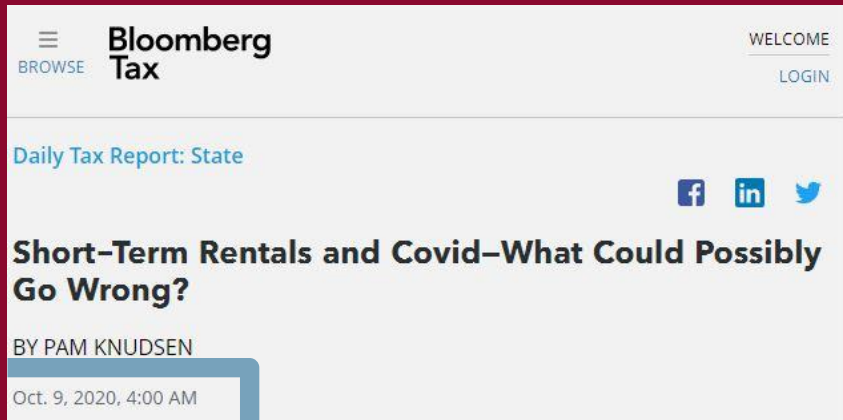 Bloomberg
Tax
BROWSE
WELCOME
LOGIN
Daily Tax Report: State
Short-Term Rentals and Covid—What Could Possibly
Go Wrong?
BY PAM KNUDSEN
Oct. 9, 2020, 4:00 AM